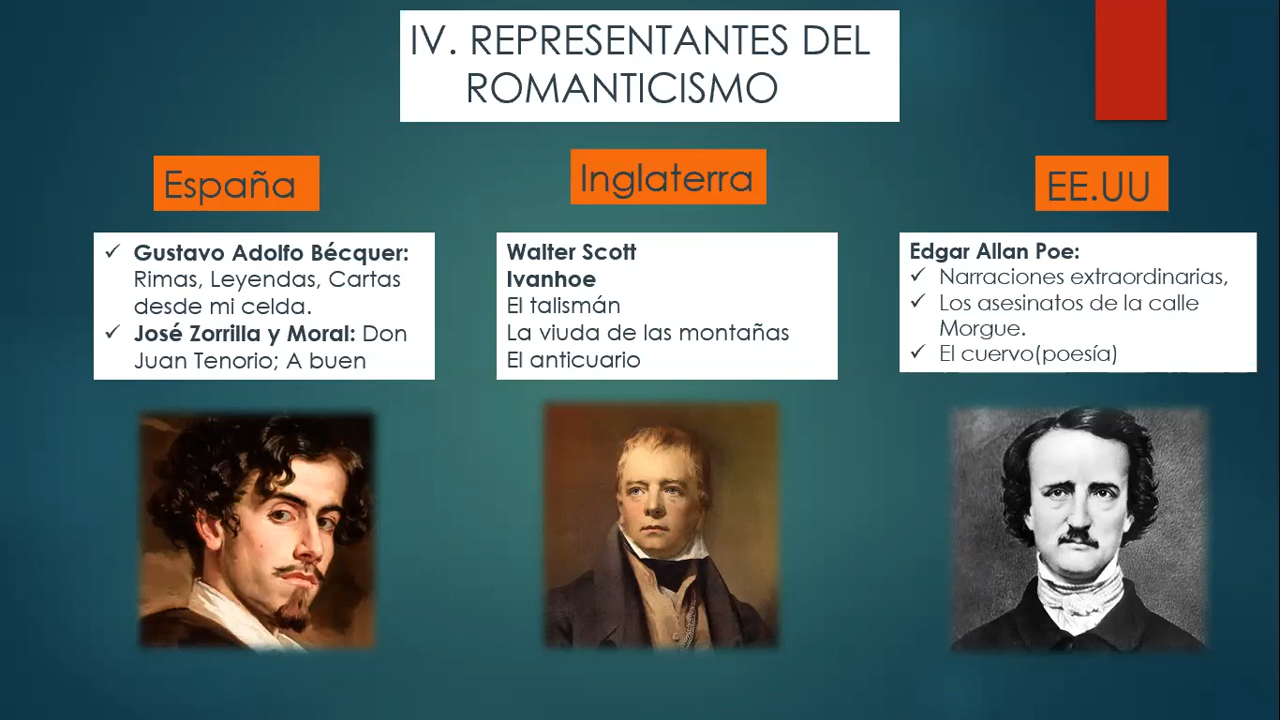 IV. REPRESENTANTES DEL
ROMANTICISMO
España
✓ Gustavo Adolfo Bécquer:
Rimas, Leyendas, Cartas
desde mi celda.
✓ José Zorrilla y Moral: Don
Juan Tenorio; A buen
Inglaterra
Walter Scott
Ivanhoe
El talismán
La viuda de las montañas
El anticuario
EE.UU
Edgar Allan Poe:
✓ Narraciones extraordinarias,
✓ Los asesinatos de la calle
Morgue.
✓ El cuervo(poesía)